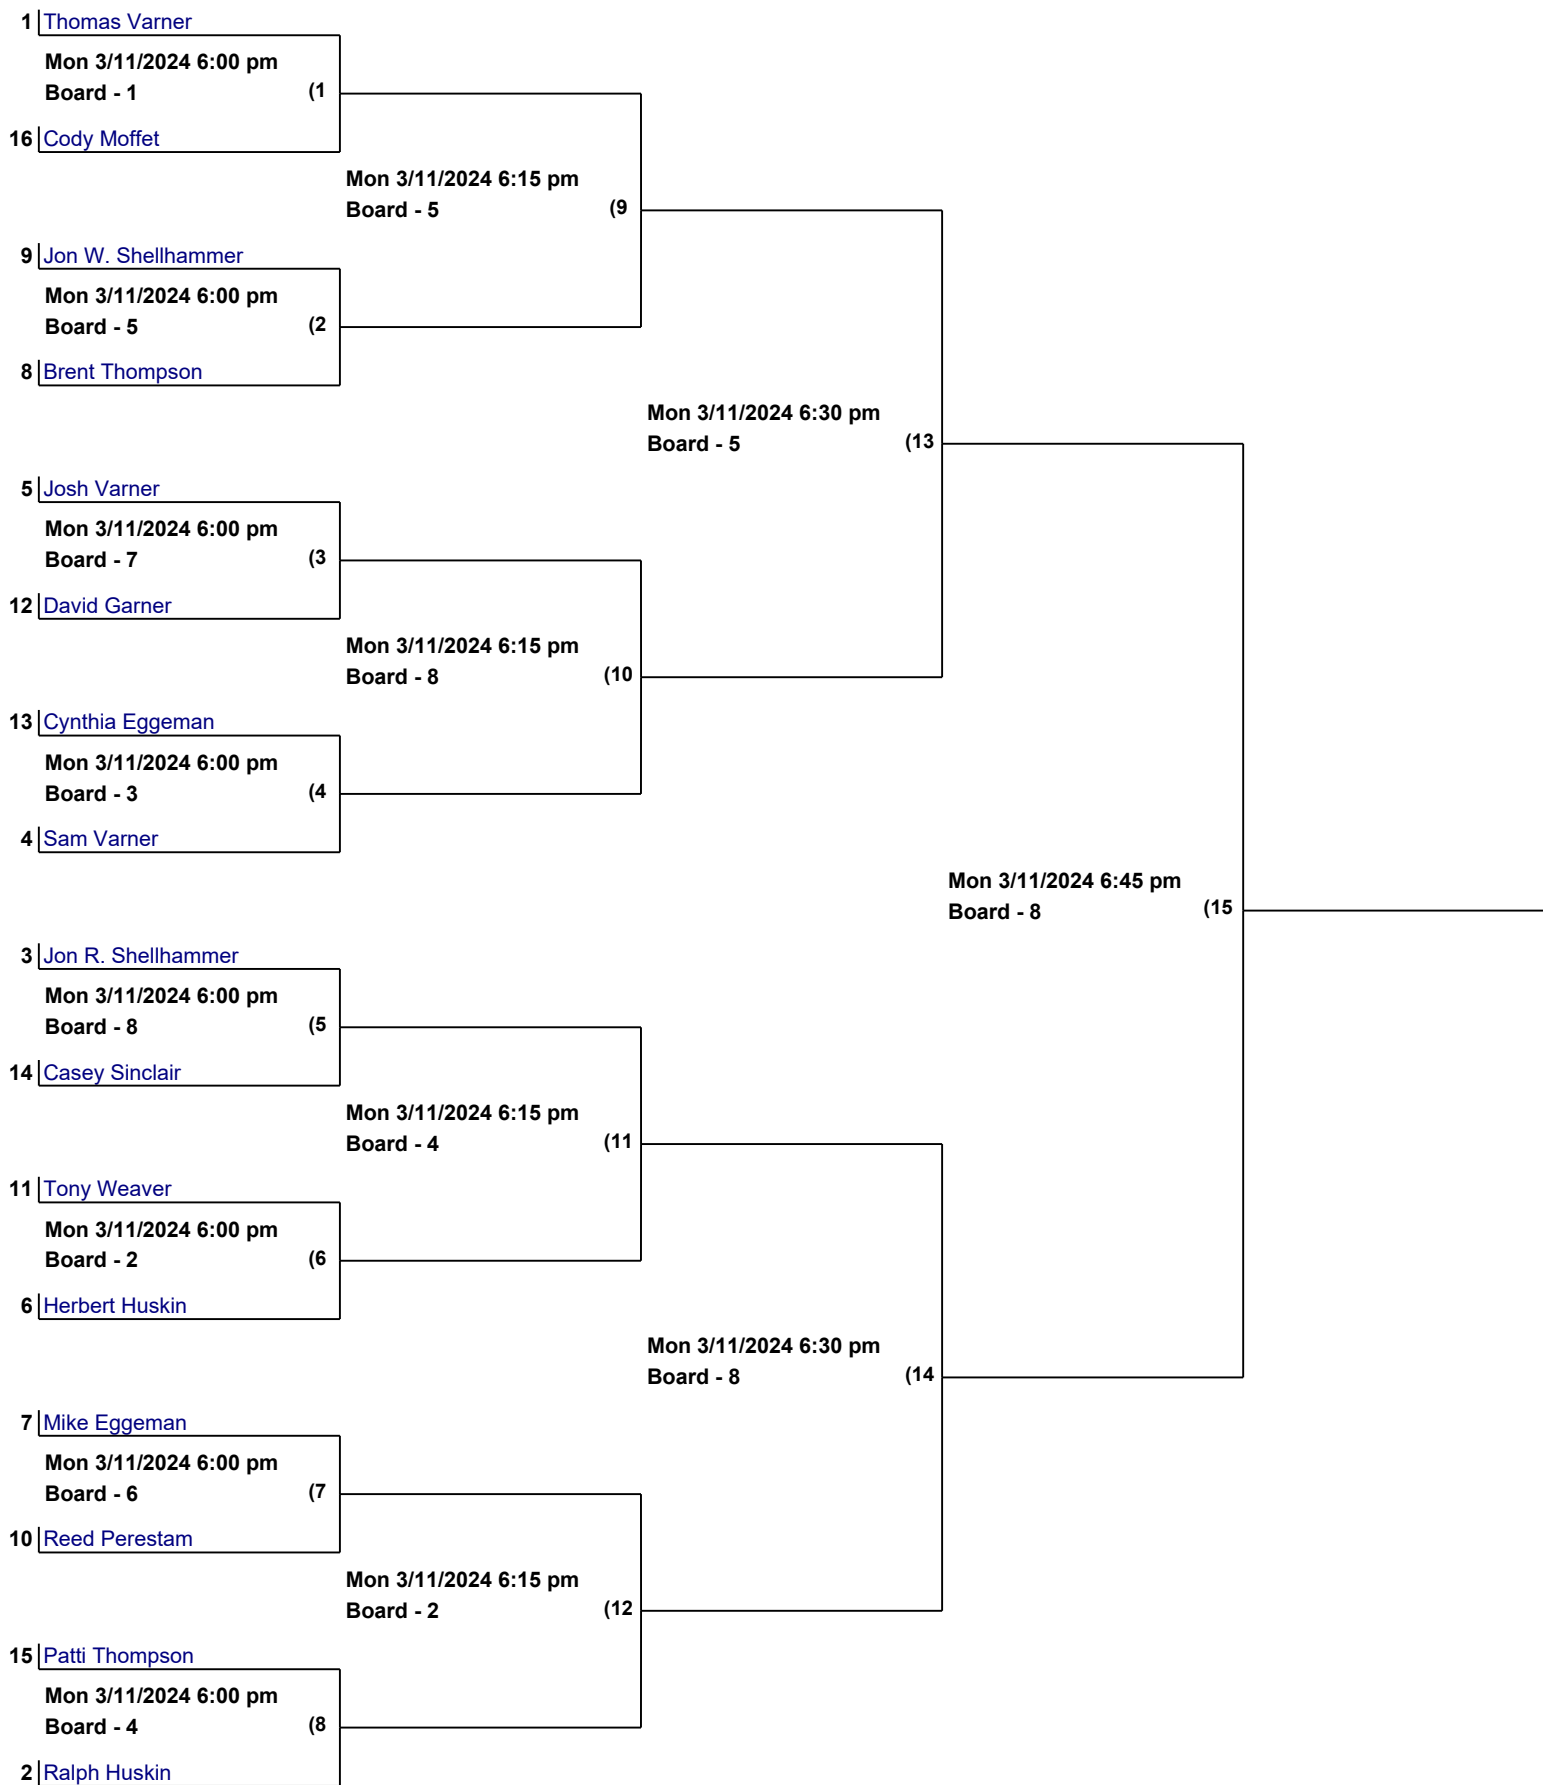 1 Thomas Varner
Mon 3/11/2024 6:00 pm
Board - 1 (1
16 Cody Moffet
Mon 3/11/2024 6:15 pm
Board - 5 (9
9 Jon W. Shellhammer
Mon 3/11/2024 6:00 pm
Board - 5 (2
8 Brent Thompson
Mon 3/11/2024 6:30 pm
Board - 5 (13
5 Josh Varner
Mon 3/11/2024 6:00 pm
Board - 7 (3
12 David Garner
Mon 3/11/2024 6:15 pm
Board - 8 (10
13 Cynthia Eggeman
Mon 3/11/2024 6:00 pm
Board - 3 (4
4 Sam Varner
Mon 3/11/2024 6:45 pm
Board - 8 (15
3 Jon R. Shellhammer
Mon 3/11/2024 6:00 pm
Board - 8 (5
14 Casey Sinclair
Mon 3/11/2024 6:15 pm
Board - 4 (11
11 Tony Weaver
Mon 3/11/2024 6:00 pm
Board - 2 (6
6 Herbert Huskin
Mon 3/11/2024 6:30 pm
Board - 8 (14
7 Mike Eggeman
Mon 3/11/2024 6:00 pm
Board - 6 (7
10 Reed Perestam
Mon 3/11/2024 6:15 pm
Board - 2 (12
15 Patti Thompson
Mon 3/11/2024 6:00 pm
Board - 4 (8
2 Ralph Huskin